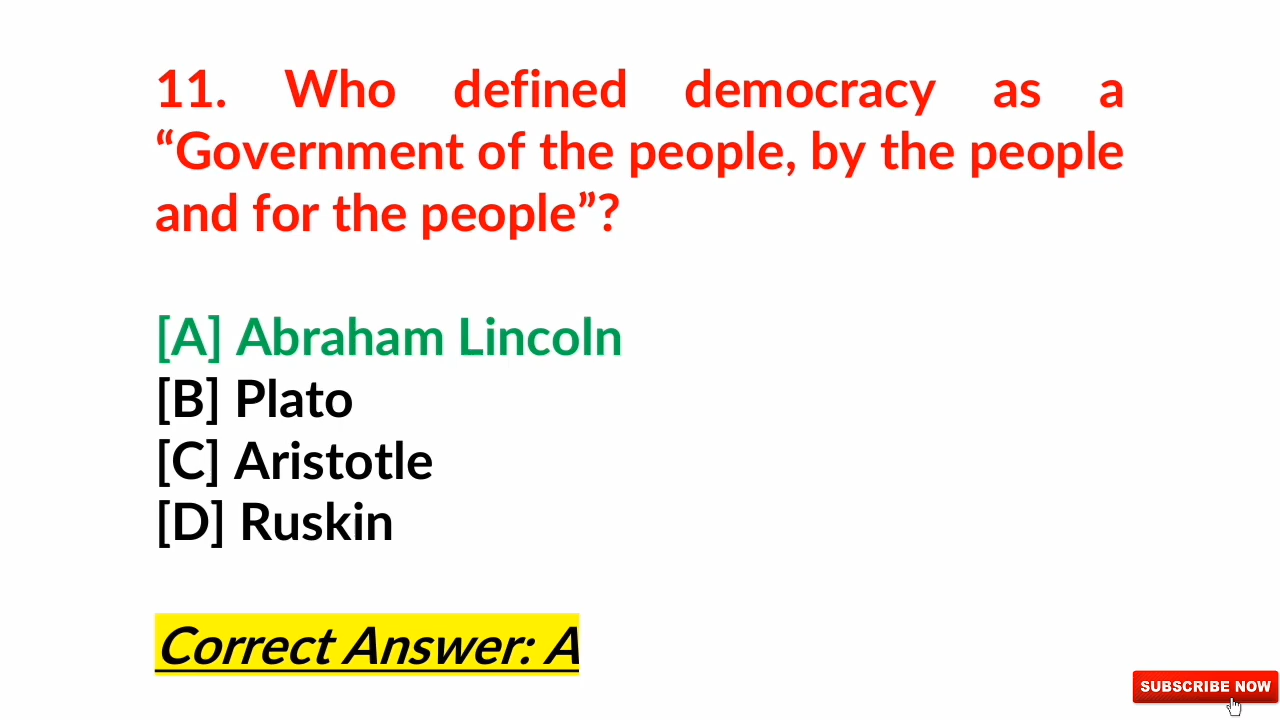 11. Who defined democracy as a
“Government of the people, by the people
and for the people”?
[A] Abraham Lincoln
[B] Plato
[C] Aristotle
[D] Ruskin
Correct Answer: A
SUBSCRIBE NOW